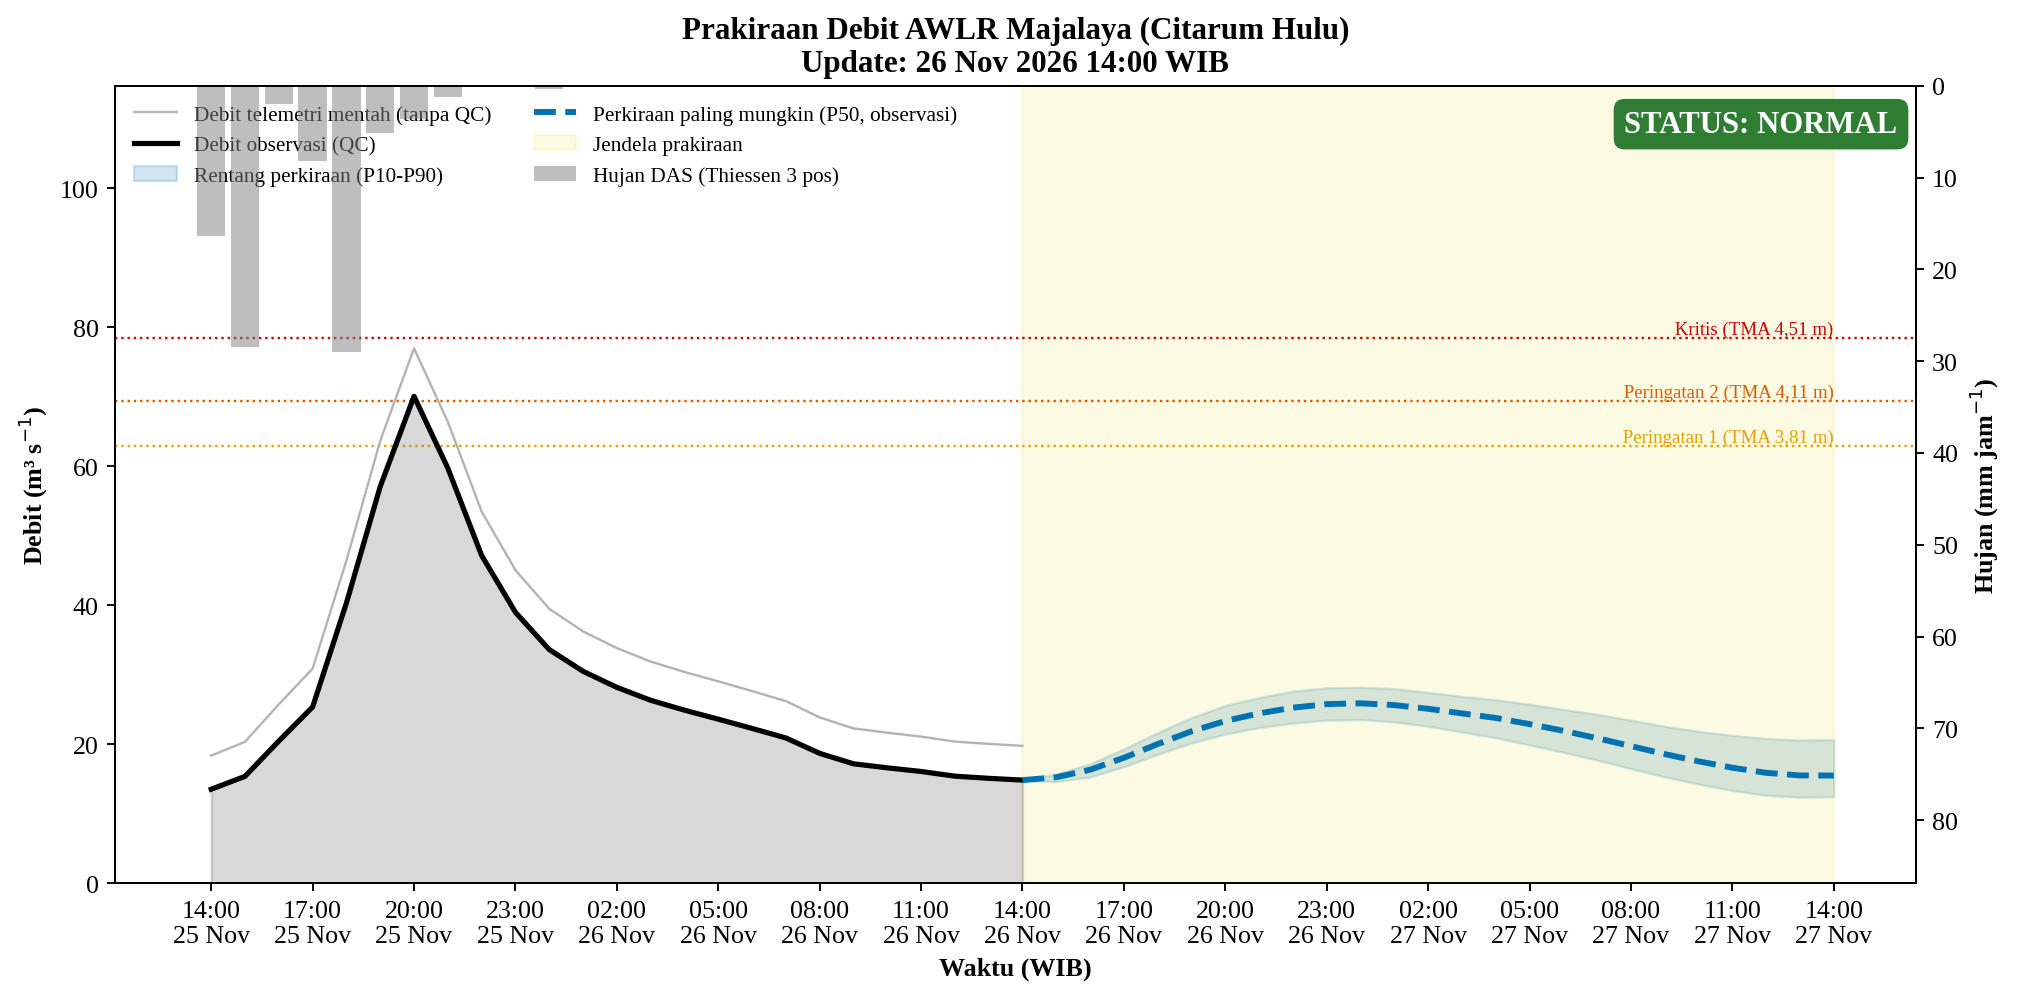 Prakiraan Debit AWLR Majalaya (Citarum Hulu)
Update: 26 Nov 2026 14:00 WIB
Debit telemetri mentah (tanpa QC)
Debit observasi (QC)
Rentang perkiraan (P10-P90)
Perkiraan paling mungkin (P50, observasi)
Jendela prakiraan
Hujan DAS (Thiessen 3 pos)
STATUS: NORMAL
Kritis (TMA 4,51 m)
Peringatan 2 (TMA 4,11 m)
Peringatan 1 (TMA 3,81 m)
Debit (m³ s⁻¹)
100
80
60
40
20
0
Hujan (mm jam⁻¹)
0
10
20
30
40
50
60
70
80
14:00 17:00 20:00 23:00 02:00 05:00 08:00 11:00 14:00 17:00 20:00 23:00 02:00 05:00 08:00 11:00 14:00
25 Nov 25 Nov 25 Nov 25 Nov 26 Nov 26 Nov 26 Nov 26 Nov 26 Nov 26 Nov 26 Nov 26 Nov 27 Nov 27 Nov 27 Nov 27 Nov 27 Nov
Waktu (WIB)